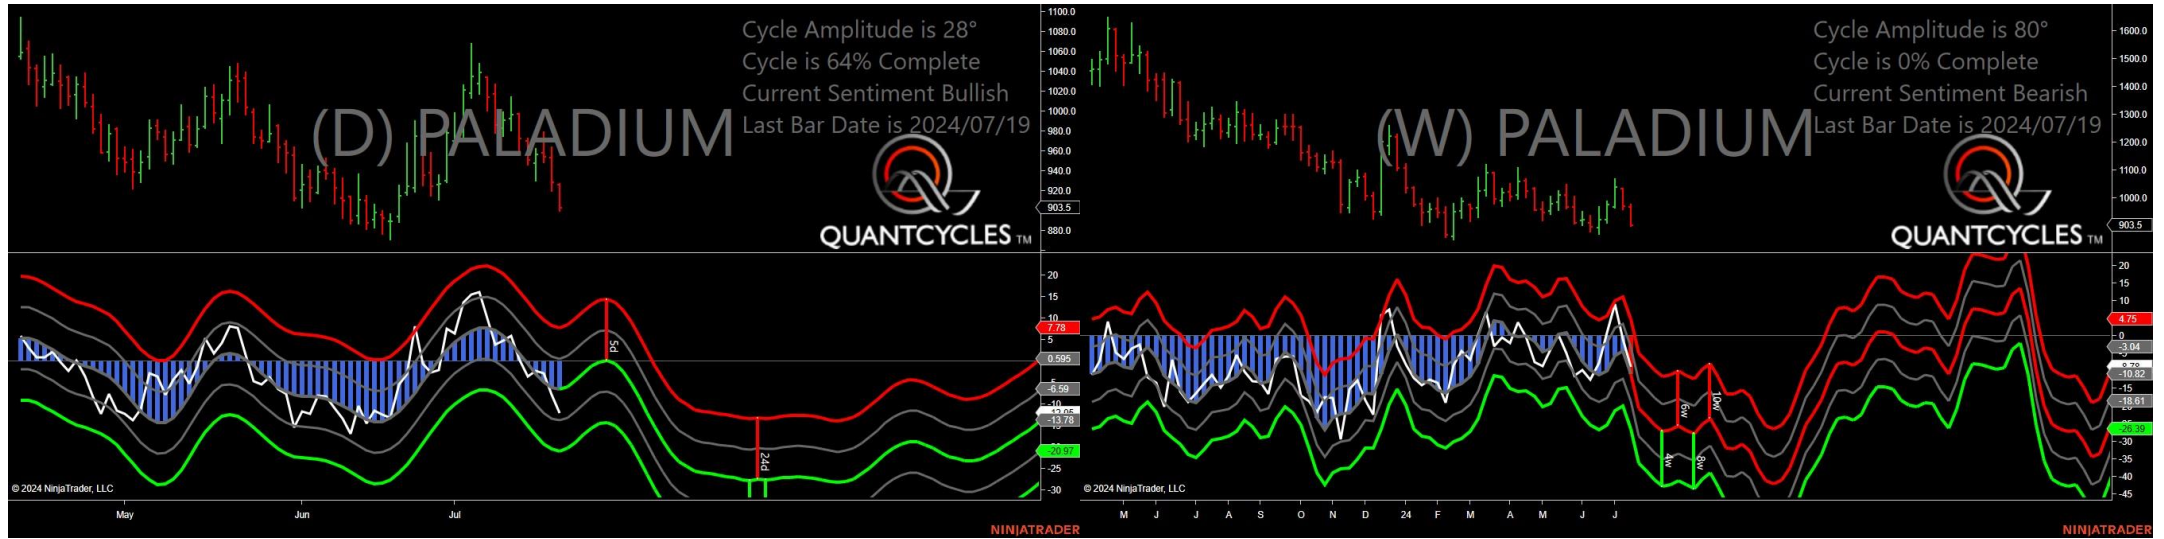 Cycle Amplitude is 28°
Cycle is 64% Complete
Current Sentiment Bullish
Last Bar Date is 2024/07/19
(D) PALADIUM
QUANTCYCLES TM
1100.0
1080.0
1060.0
1040.0
1020.0
1000.0
980.0
960.0
940.0
920.0
903.5
880.0
20
15
10
7.78
5
0.595
-6.59
-10
-13.78
-20.97
-25
-30
5d
24d
© 2024 NinjaTrader, LLC
May Jun Jul
NINJATRADER
Cycle Amplitude is 80°
Cycle is 0% Complete
Current Sentiment Bearish
Last Bar Date is 2024/07/19
(W) PALADIUM
QUANTCYCLES TM
1600.0
1500.0
1400.0
1300.0
1200.0
1100.0
1000.0
903.5
20
15
10
4.75
0
-3.04
-10.82
-15
-18.61
-26.39
-30
-35
-40
-45
6w
10w
4w
8w
© 2024 NinjaTrader, LLC
M J J A S O N D 24 F M A M J J
NINJATRADER